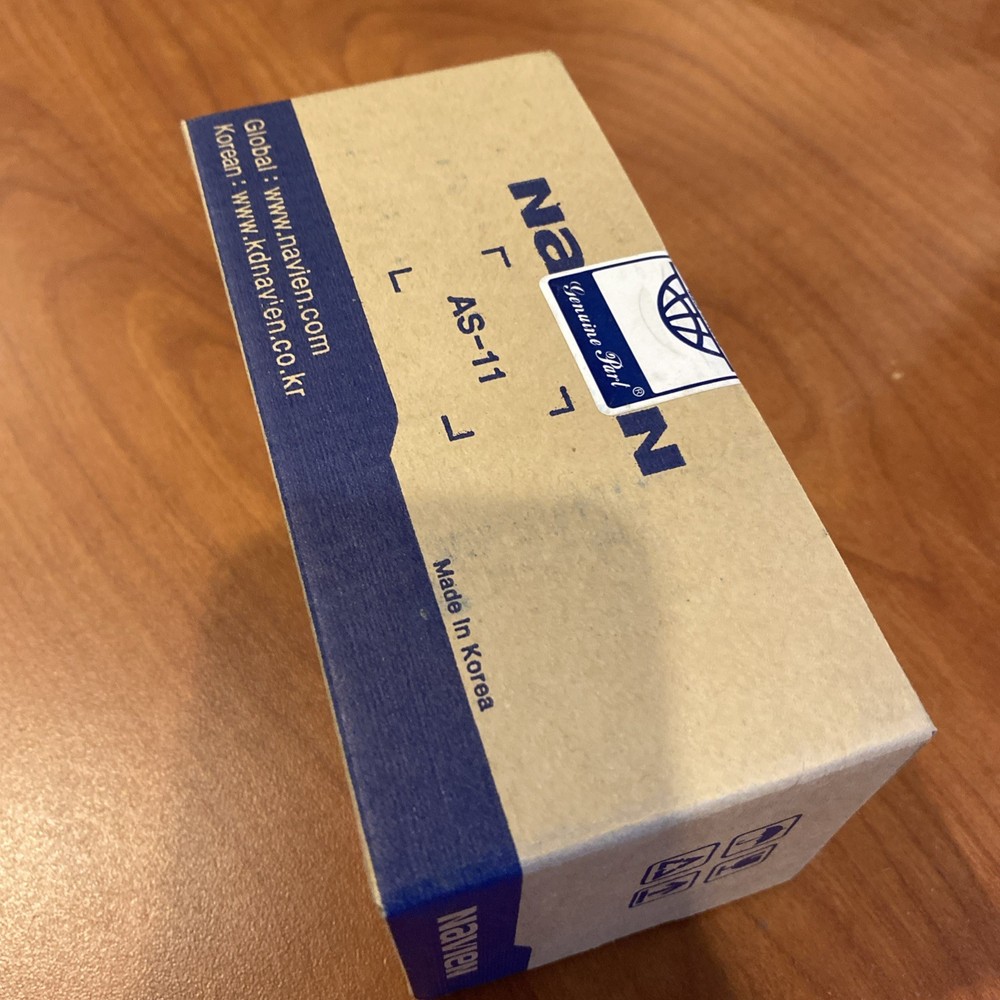 Global : www.navien.com
Korean : www.kdnavien.co.kr
AS-11
Genuine Part®
Made In Korea
NaVIEN